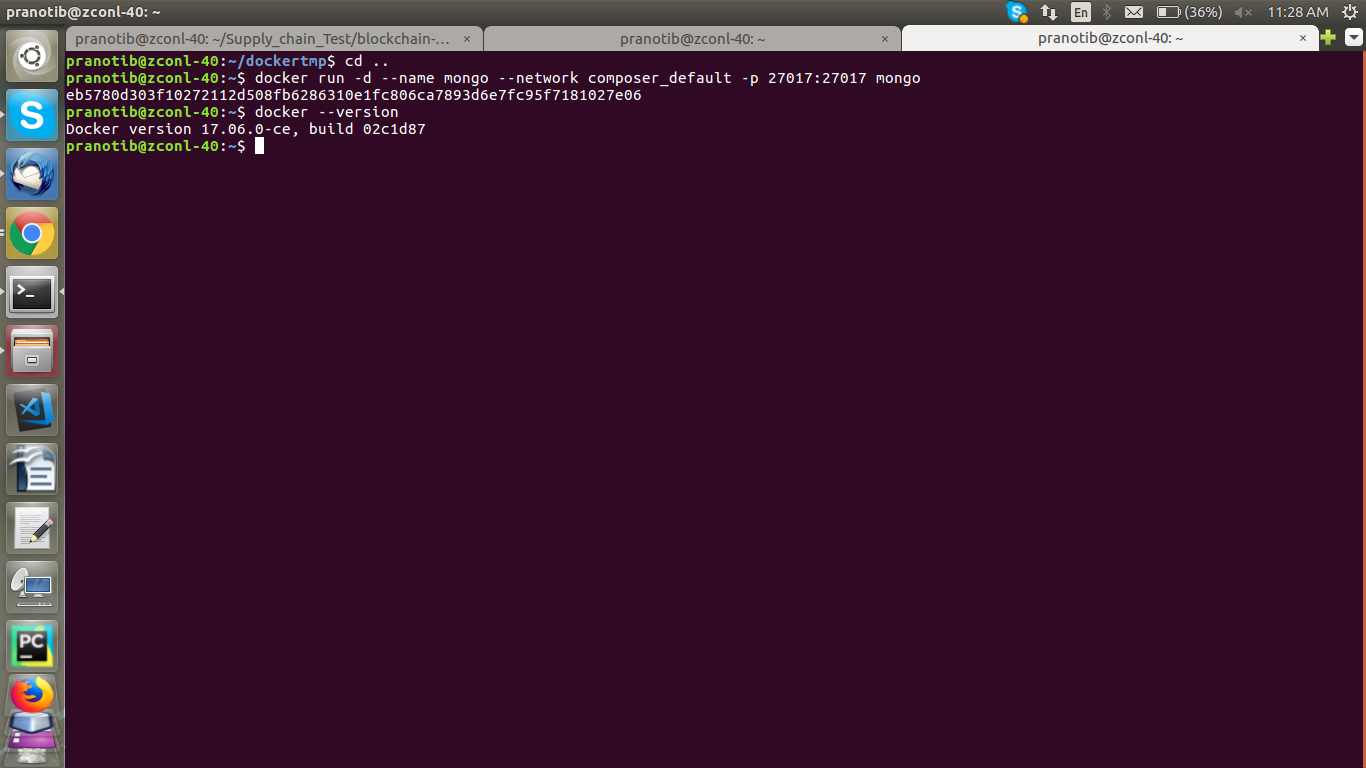 pranotib@zconl-40: ~
En
(36%)
11:28 AM
pranotib@zconl-40: ~/Supply_chain_Test/blockchain-... ×
pranotib@zconl-40: ~ ×
pranotib@zconl-40: ~ ×
pranotib@zconl-40:~/dockertmp$ cd ..
pranotib@zconl-40:~$ docker run -d --name mongo --network composer_default -p 27017:27017 mongo
eb5780d303f10272112d508fb6286310e1fc806ca7893d6e7fc95f7181027e06
pranotib@zconl-40:~$ docker --version
Docker version 17.06.0-ce, build 02c1d87
pranotib@zconl-40:~$
S
>_
PC